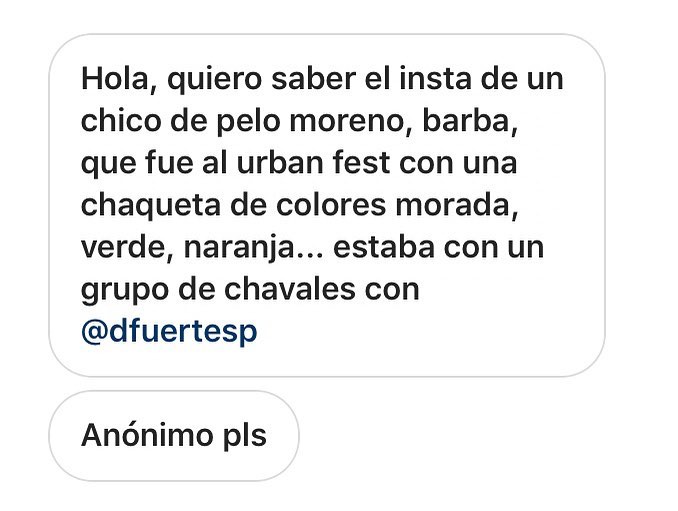 Hola, quiero saber el insta de un
chico de pelo moreno, barba,
que fue al urban fest con una
chaqueta de colores morada,
verde, naranja... estaba con un
grupo de chavales con
@dfuertesp
Anónimo pls